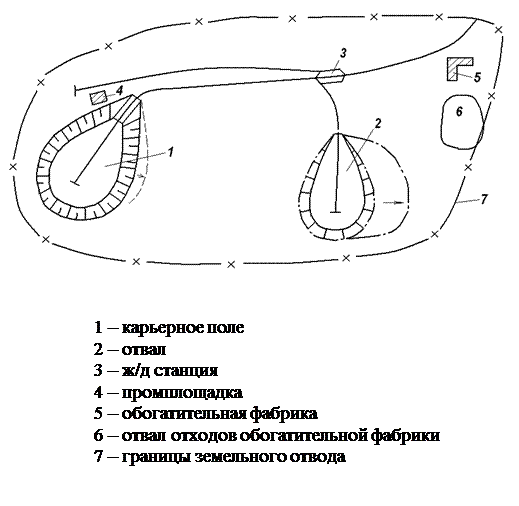 3
4
5
6
2
1
7
1 – карьерное поле
2 – отвал
3 – ж/д станция
4 – промплощадка
5 – обогатительная фабрика
6 – отвал отходов обогатительной фабрики
7 – границы земельного отвода